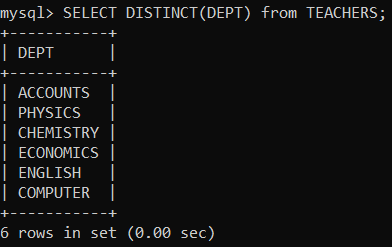 mysql> SELECT DISTINCT(DEPT) from TEACHERS;
+-----------+
| DEPT      |
+-----------+
| ACCOUNTS  |
| PHYSICS   |
| CHEMISTRY |
| ECONOMICS |
| ENGLISH   |
| COMPUTER  |
+-----------+
6 rows in set (0.00 sec)